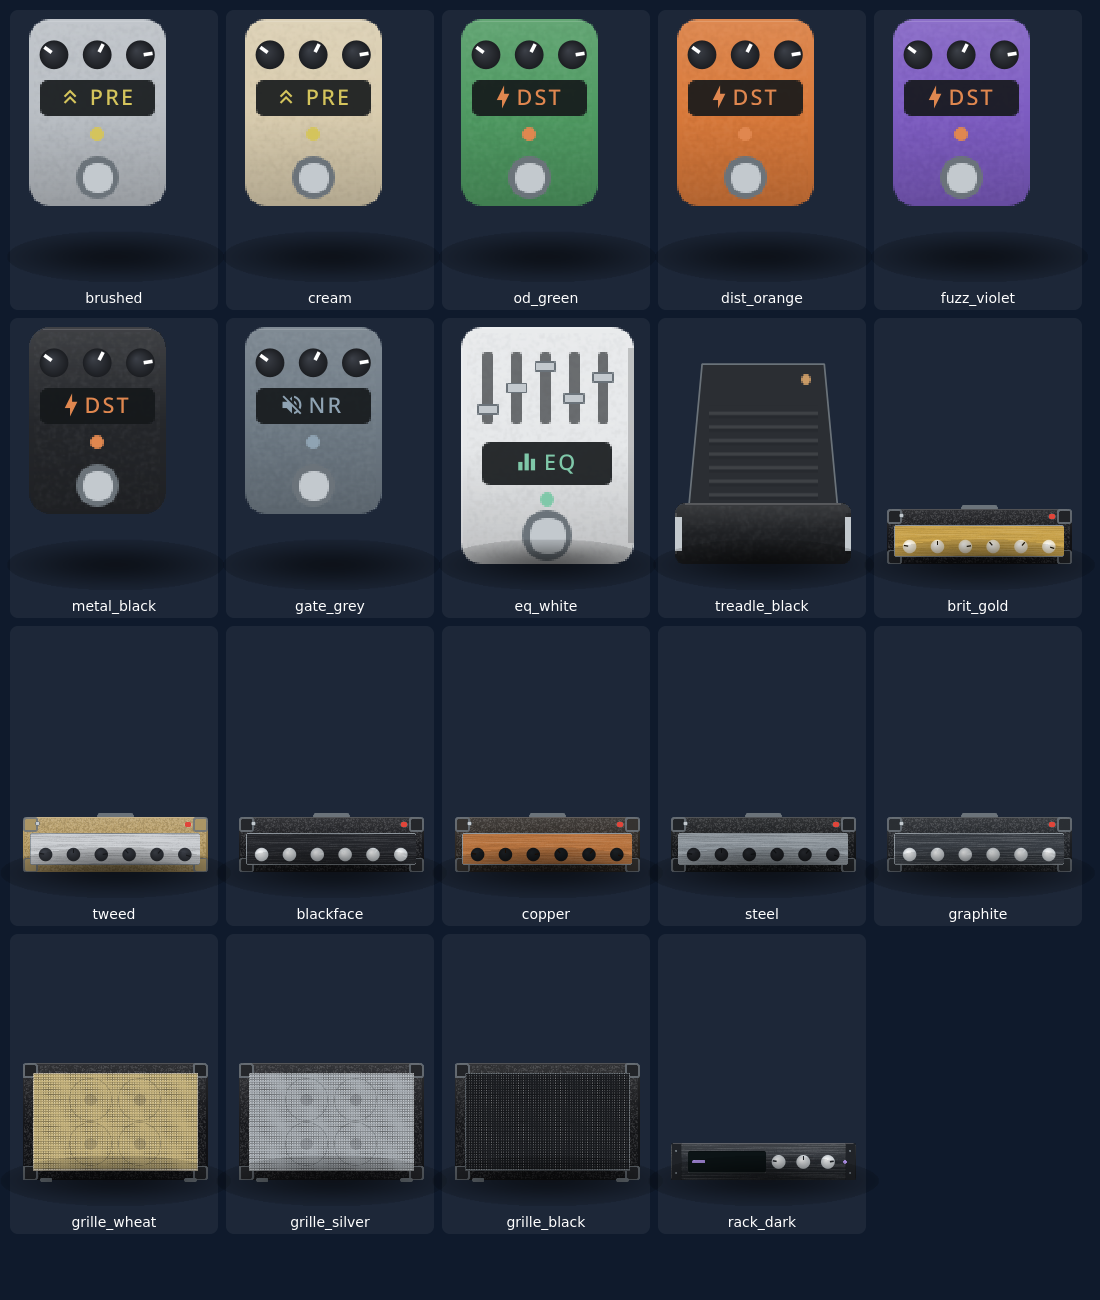 PRE
PRE
DST
DST
DST
brushed
cream
od_green
dist_orange
fuzz_violet
DST
NR
EQ
metal_black
gate_grey
eq_white
treadle_black
brit_gold
tweed
blackface
copper
steel
graphite
grille_wheat
grille_silver
grille_black
rack_dark